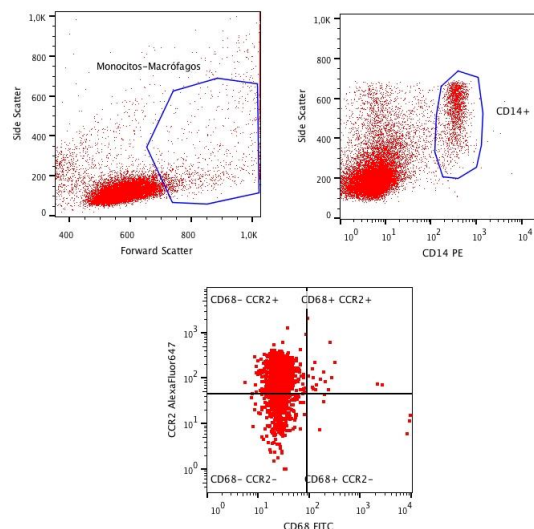 1,0K
800
600
400
200
0
Side Scatter
Monocitos-Macrófagos
400 600 800 1,0K
Forward Scatter
1,0K
800
600
400
200
0
Side Scatter
CD14+
10^0 10^1 10^2 10^3 10^4
CD14 PE
CD68- CCR2+ CD68+ CCR2+
10^3
10^2
10^1
10^0
CCR2 AlexaFluor647
CD68- CCR2- CD68+ CCR2-
10^0 10^1 10^2 10^3 10^4
CD68 FITC